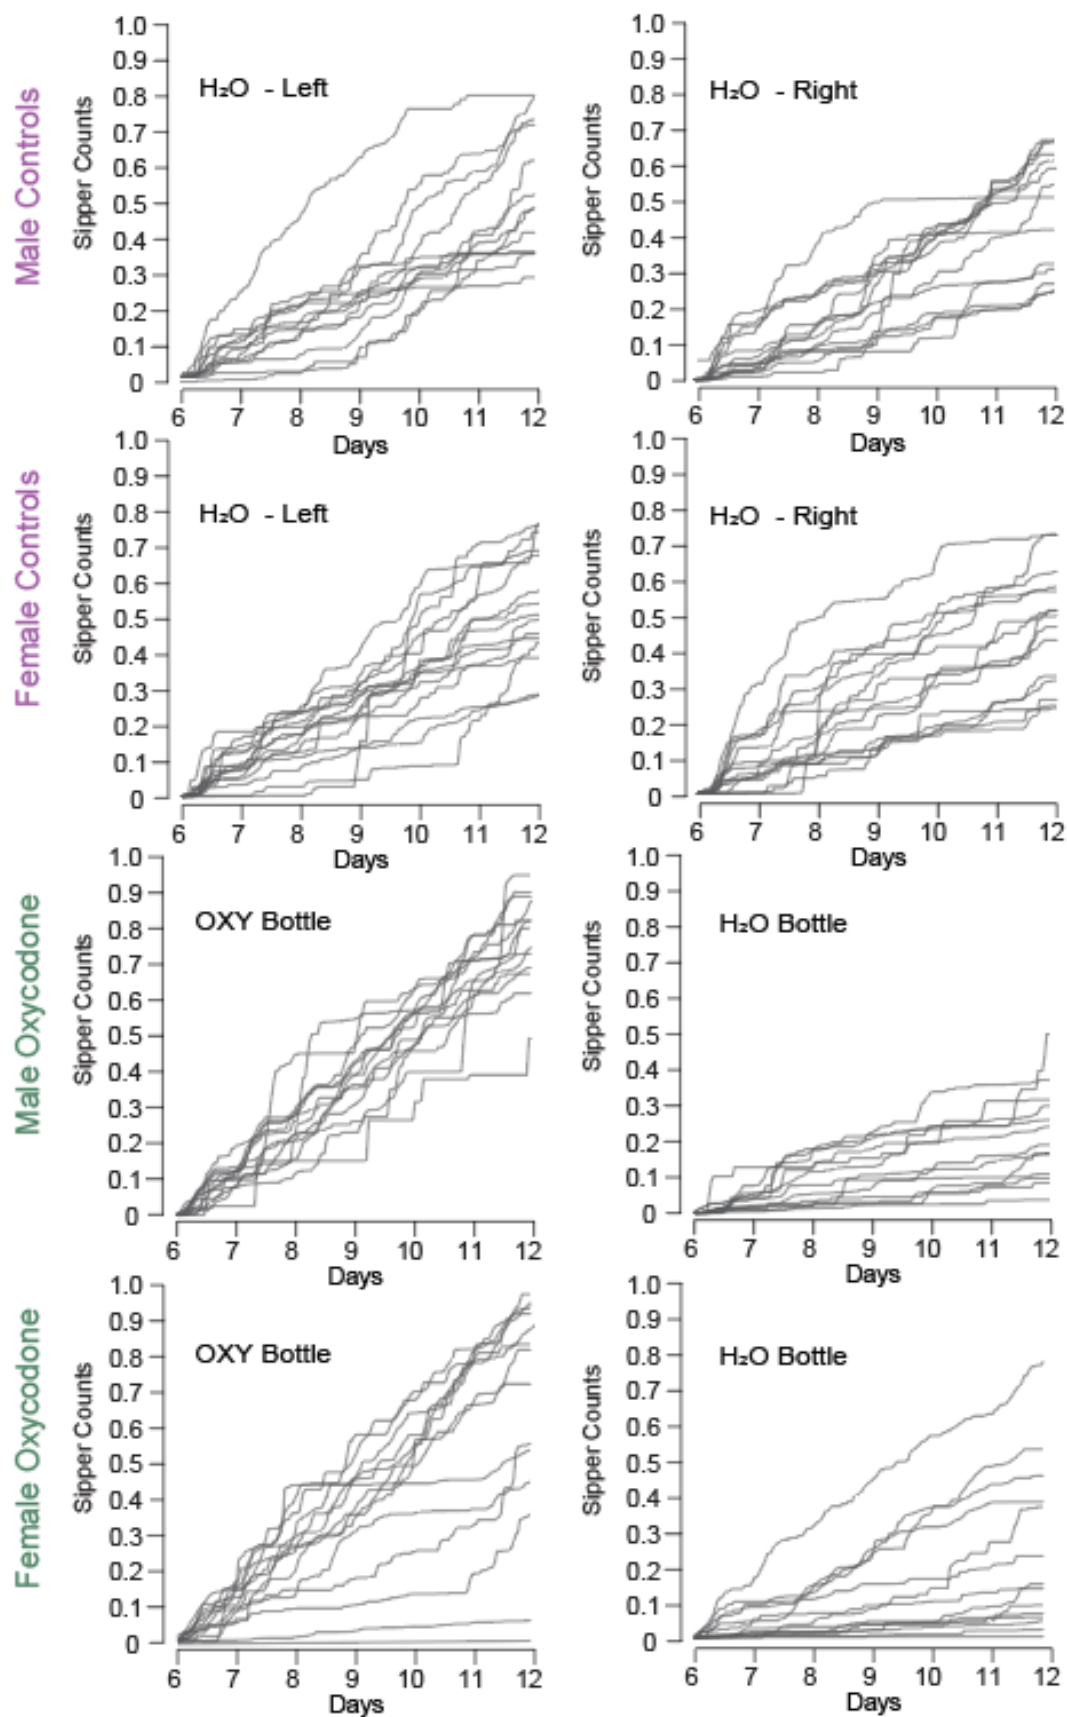 Male Controls
Sipper Counts
H₂O - Left
1.0
0.9
0.8
0.7
0.6
0.5
0.4
0.3
0.2
0.1
0
6 7 8 9 10 11 12
Days
Sipper Counts
H₂O - Right
1.0
0.9
0.8
0.7
0.6
0.5
0.4
0.3
0.2
0.1
0
6 7 8 9 10 11 12
Days
Female Controls
Sipper Counts
H₂O - Left
1.0
0.9
0.8
0.7
0.6
0.5
0.4
0.3
0.2
0.1
0
6 7 8 9 10 11 12
Days
Sipper Counts
H₂O - Right
1.0
0.9
0.8
0.7
0.6
0.5
0.4
0.3
0.2
0.1
0
6 7 8 9 10 11 12
Days
Male Oxycodone
Sipper Counts
OXY Bottle
1.0
0.9
0.8
0.7
0.6
0.5
0.4
0.3
0.2
0.1
0
6 7 8 9 10 11 12
Days
Sipper Counts
H₂O Bottle
1.0
0.9
0.8
0.7
0.6
0.5
0.4
0.3
0.2
0.1
0
6 7 8 9 10 11 12
Days
Female Oxycodone
Sipper Counts
OXY Bottle
1.0
0.9
0.8
0.7
0.6
0.5
0.4
0.3
0.2
0.1
0
6 7 8 9 10 11 12
Days
Sipper Counts
H₂O Bottle
1.0
0.9
0.8
0.7
0.6
0.5
0.4
0.3
0.2
0.1
0
6 7 8 9 10 11 12
Days